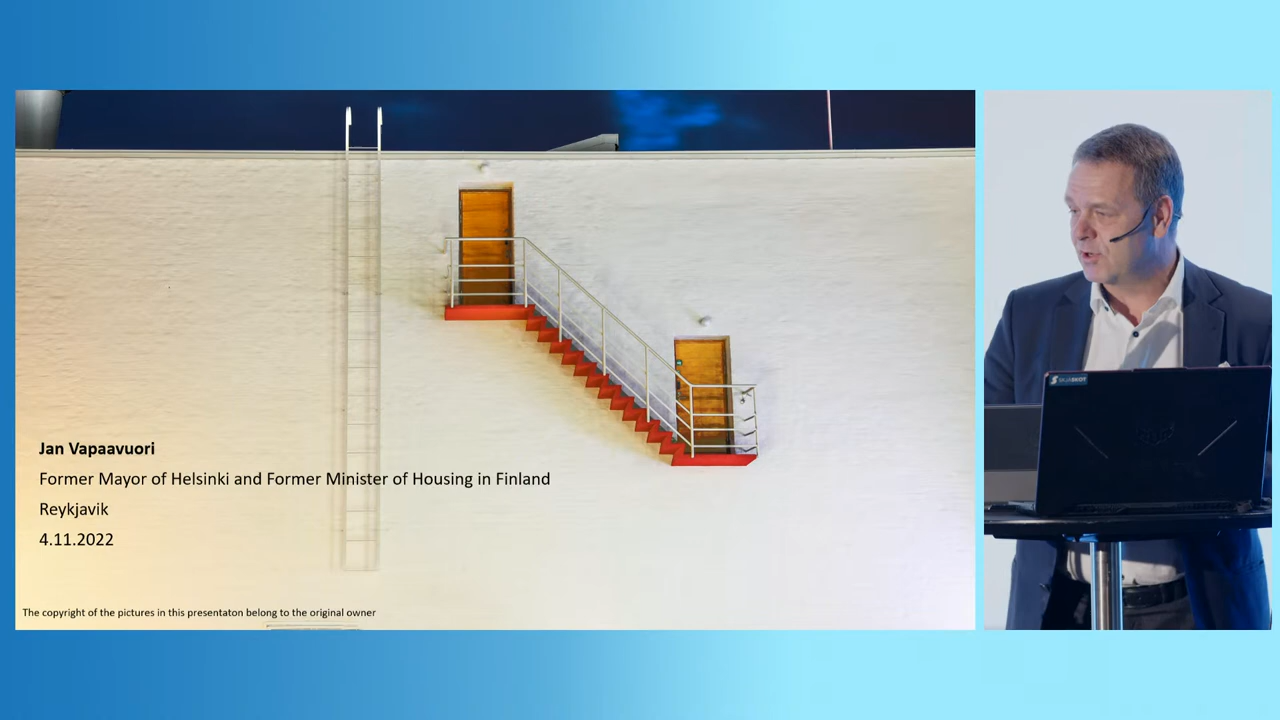 Jan Vapaavuori
Former Mayor of Helsinki and Former Minister of Housing in Finland
Reykjavik
4.11.2022
The copyright of the pictures in this presentaton belong to the original owner